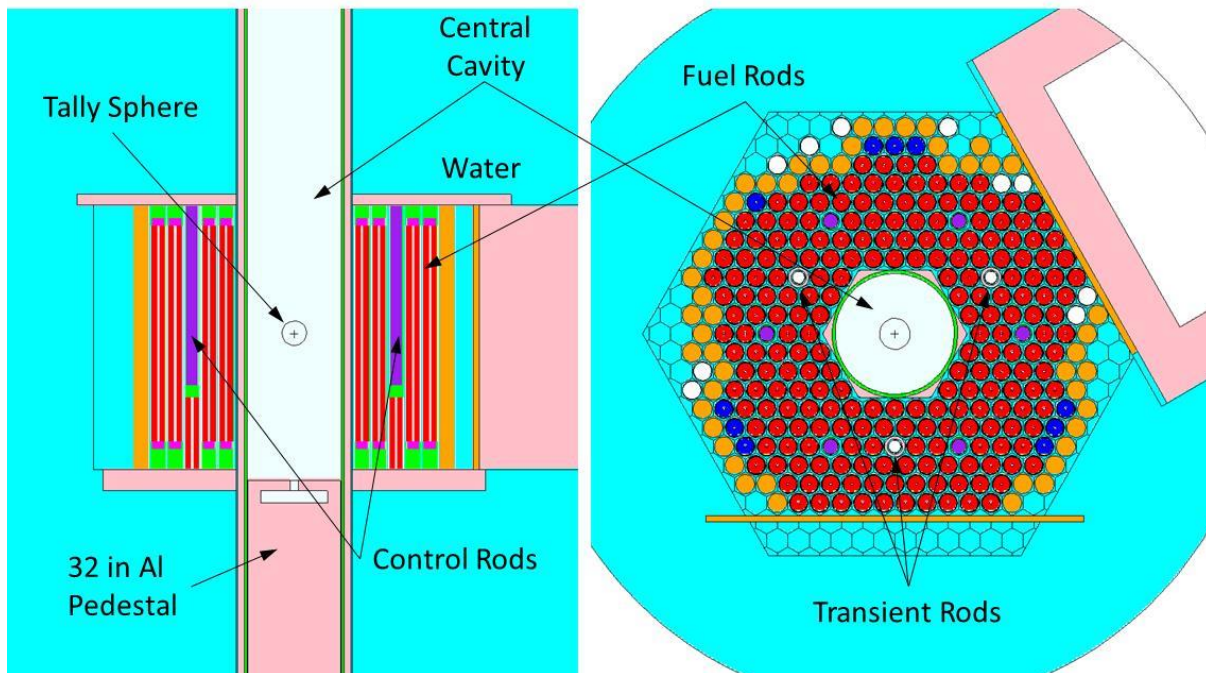 Central
Cavity
Fuel Rods
Tally Sphere
Water
32 in Al
Pedestal
Control Rods
Transient Rods